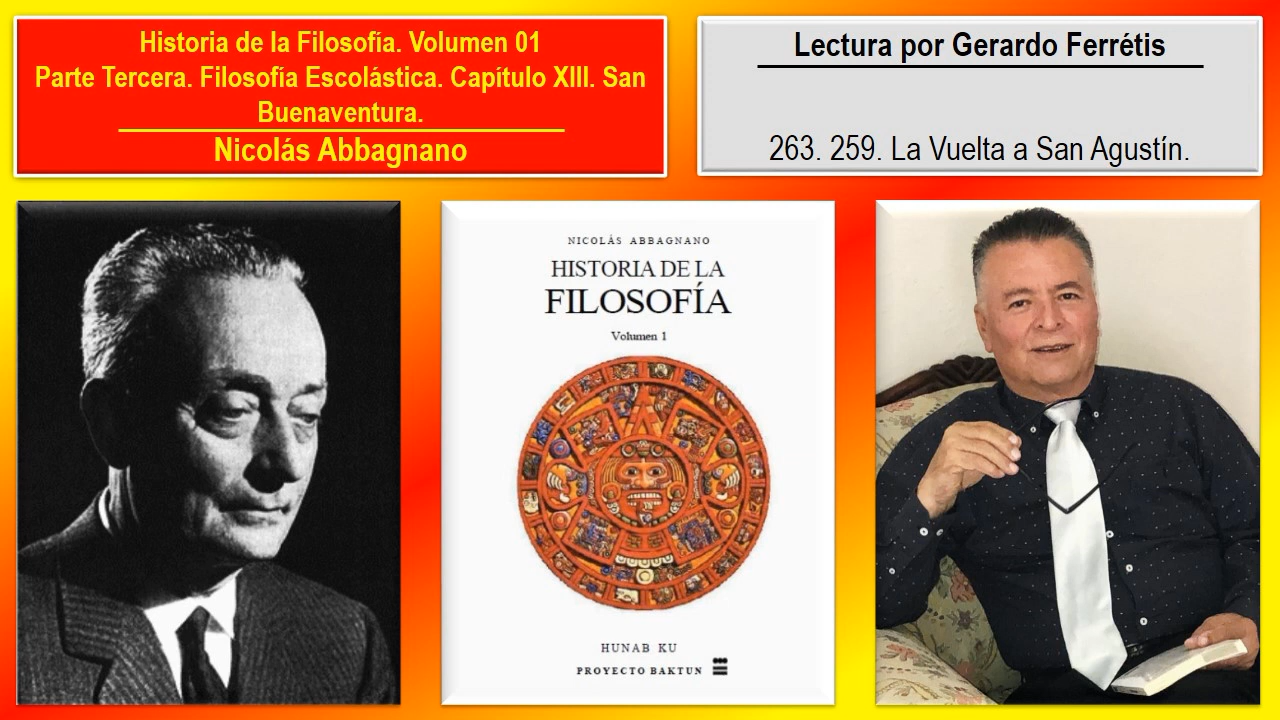 Historia de la Filosofía. Volumen 01
Parte Tercera. Filosofía Escolástica. Capítulo XIII. San
Buenaventura.
Nicolás Abbagnano
Lectura por Gerardo Ferrétis
263. 259. La Vuelta a San Agustín.
NICOLÁS ABBAGNANO
HISTORIA DE LA
FILOSOFÍA
Volumen 1
HUNAB KU
PROYECTO BAKTUN